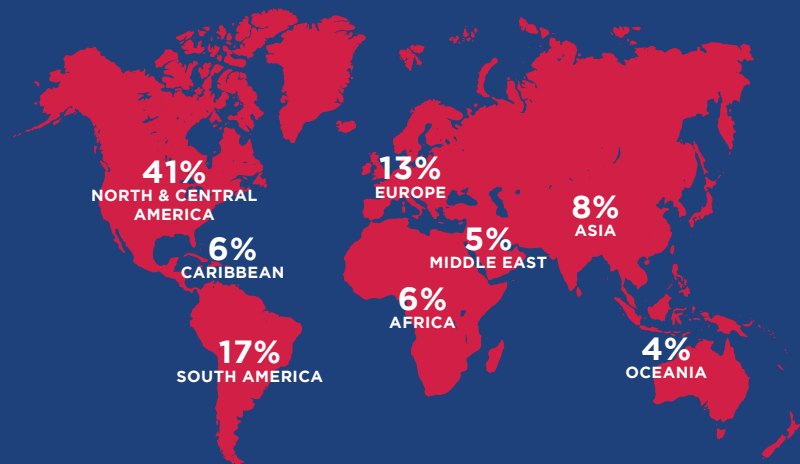 41%
NORTH & CENTRAL
AMERICA
6%
CARIBBEAN
17%
SOUTH AMERICA
13%
EUROPE
5%
MIDDLE EAST
6%
AFRICA
8%
ASIA
4%
OCEANIA